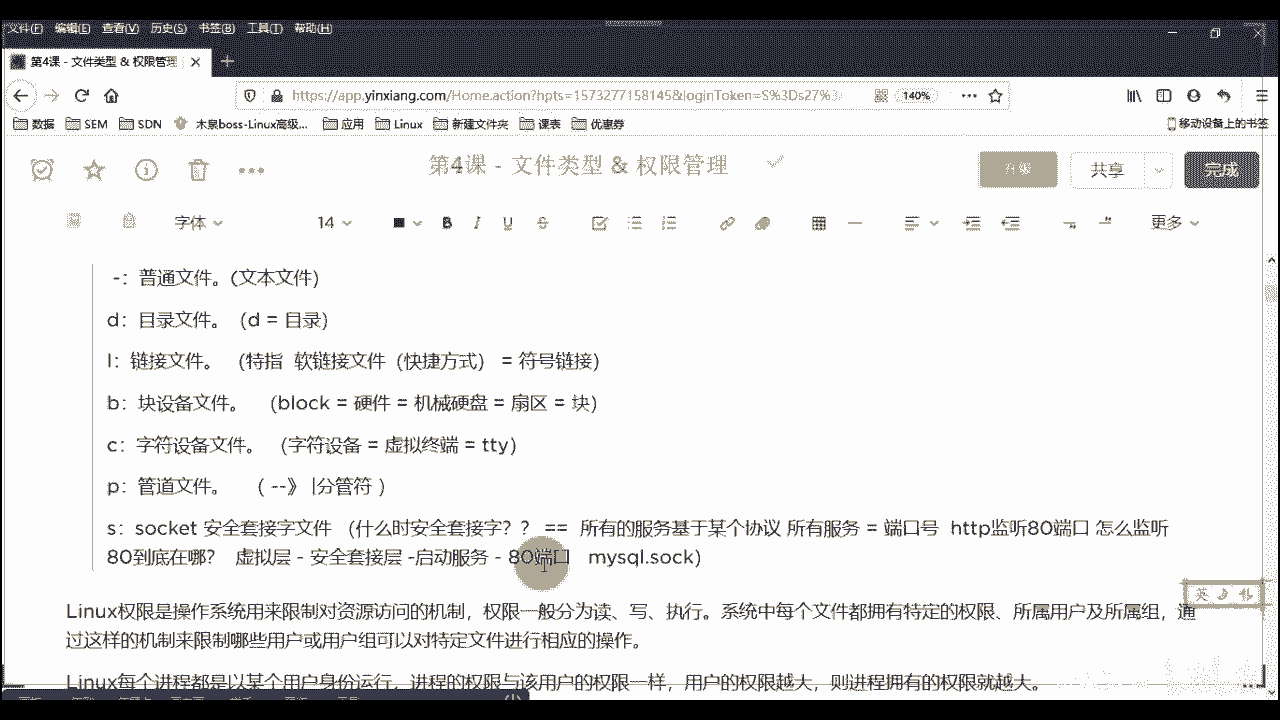 文件(F) 编辑(E) 查看(V) 历史(S) 书签(B) 工具(T) 帮助(H)
第4课 - 文件类型 & 权限管理
https://app.yinxiang.com/Home.action?hpts=1573277158145&loginToken=S%3Ds27%3 140%
数据 SEM SDN 木泉boss-Linux高级... 应用 Linux 新建文件夹 课表 优惠券 移动设备上的书签
第4课 - 文件类型 & 权限管理 升级 共享 完成
字体 14 B I U S 更多
-：普通文件。(文本文件)
d：目录文件。 (d = 目录)
l：链接文件。 (特指 软链接文件 (快捷方式) = 符号链接)
b：块设备文件。 (block = 硬件 = 机械硬盘 = 扇区 = 块)
c：字符设备文件。 (字符设备 = 虚拟终端 = tty)
p：管道文件。 ( --》 |分管符 )
s：socket 安全套接字文件 (什么时安全套接字？？ == 所有的服务基于某个协议 所有服务 = 端口号 http监听80端口 怎么监听
80到底在哪？ 虚拟层 - 安全套接层 -启动服务 - 80端口 mysql.sock)
英
Linux权限是操作系统用来限制对资源访问的机制，权限一般分为读、写、执行。系统中每个文件都拥有特定的权限、所属用户及所属组，通
过这样的机制来限制哪些用户或用户组可以对特定文件进行相应的操作。
Linux每个进程都是以某个用户身份运行，进程的权限与该用户的权限一样，用户的权限越大，则进程拥有的权限就越大。